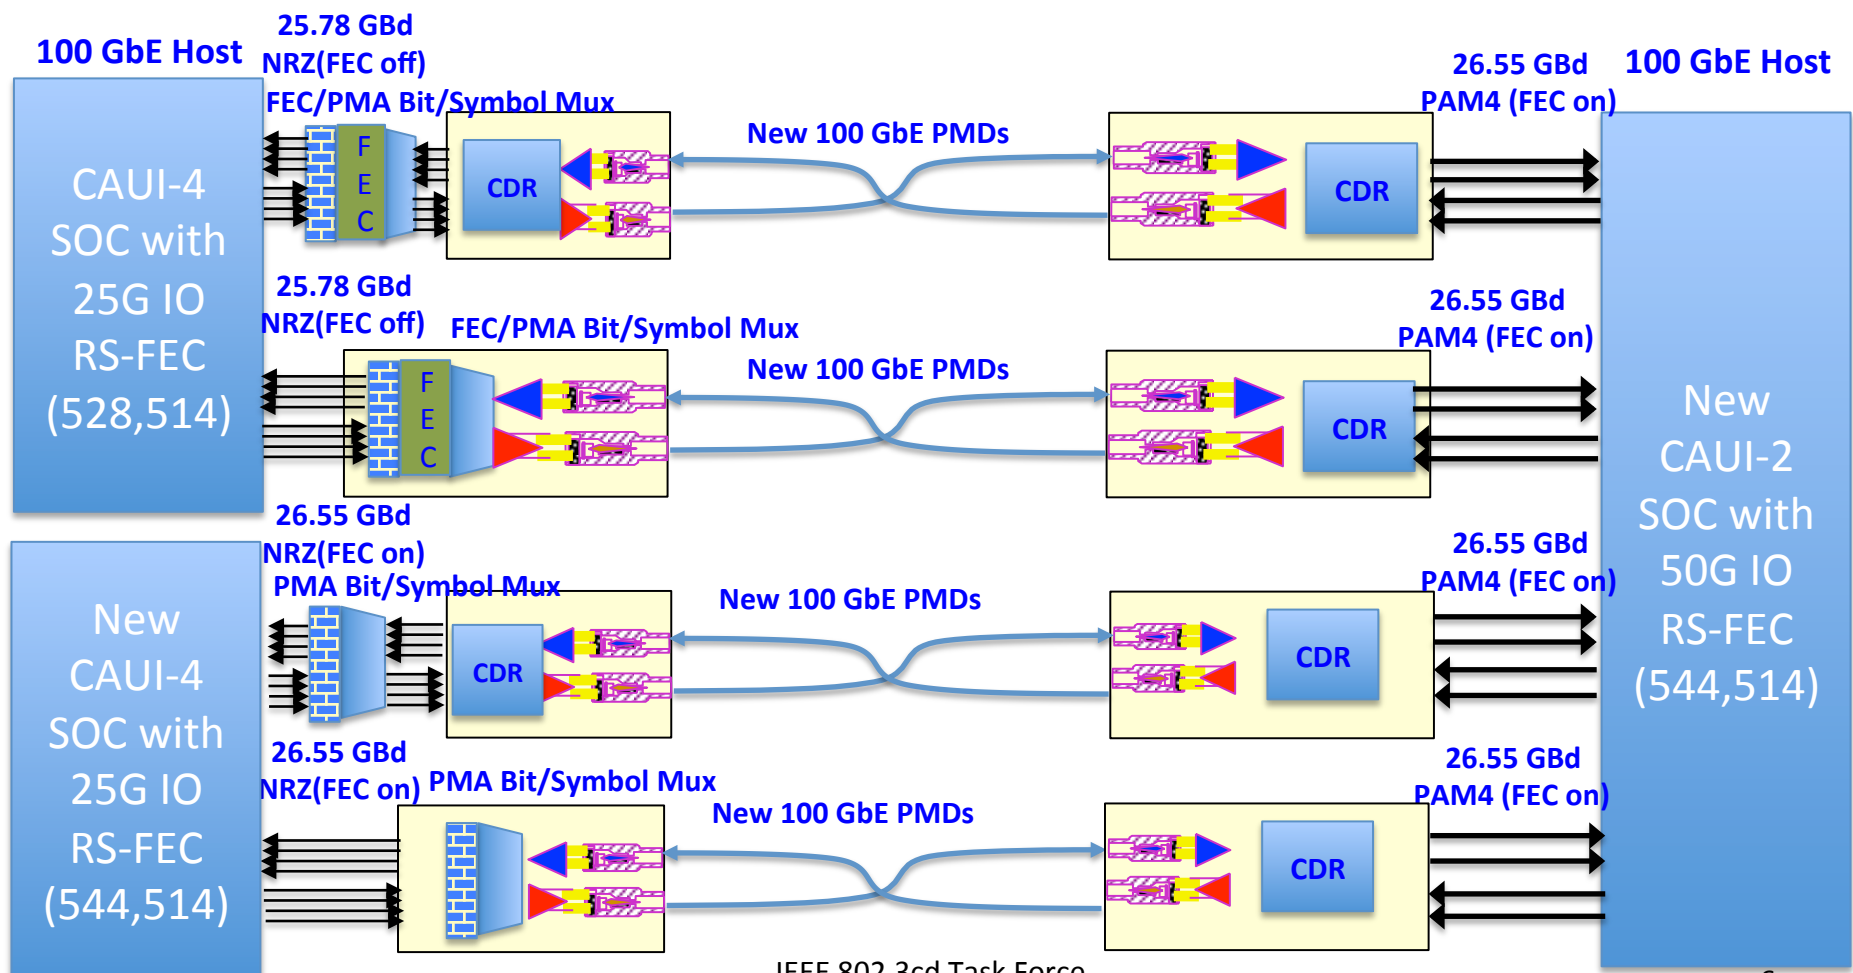 100 GbE Host
25.78 GBd
NRZ(FEC off)
FEC/PMA Bit/Symbol Mux
F
E
C
CDR
New 100 GbE PMDs
CDR
26.55 GBd
PAM4 (FEC on)
100 GbE Host
CAUI-4
SOC with
25G IO
RS-FEC
(528,514)
25.78 GBd
NRZ(FEC off)
FEC/PMA Bit/Symbol Mux
F
E
C
New 100 GbE PMDs
CDR
26.55 GBd
PAM4 (FEC on)
New
CAUI-2
SOC with
50G IO
RS-FEC
(544,514)
26.55 GBd
NRZ(FEC on)
PMA Bit/Symbol Mux
CDR
New 100 GbE PMDs
CDR
26.55 GBd
PAM4 (FEC on)
New
CAUI-4
SOC with
25G IO
RS-FEC
(544,514)
26.55 GBd
NRZ(FEC on)
PMA Bit/Symbol Mux
New 100 GbE PMDs
CDR
26.55 GBd
PAM4 (FEC on)
IEEE 802.3cd Task Force